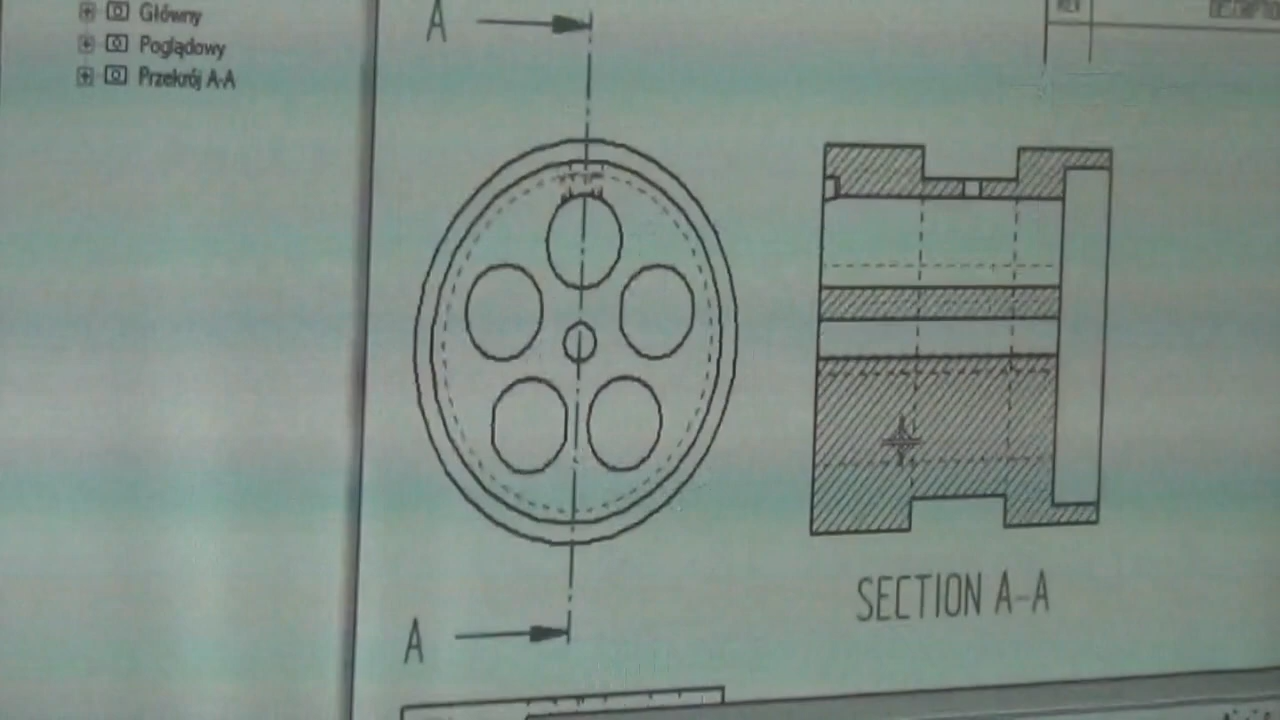 Główny
Poglądowy
Przekrój A-A
A
A
SECTION A-A